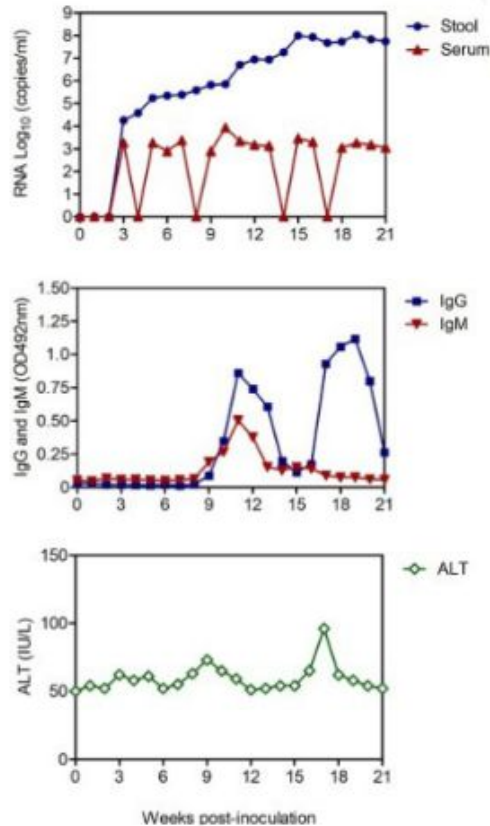 9
8
7
6
5
4
3
2
1
0
RNA Log10 (copies/ml)
0 3 6 9 12 15 18 21
Stool
Serum
1.50
1.25
1.0
0.75
0.50
0.25
0
IgG and IgM (OD492nm)
0 3 6 9 12 15 18 21
IgG
IgM
150
100
50
0
ALT (IU/L)
0 3 6 9 12 15 18 21
ALT
Weeks post-inoculation